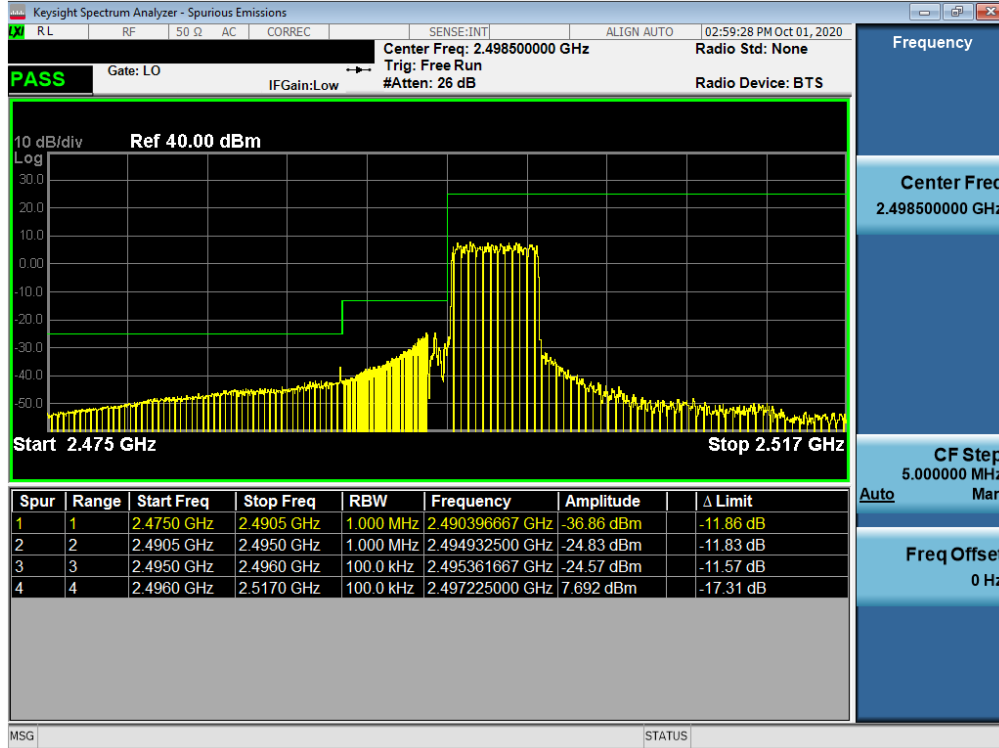 Keysight Spectrum Analyzer - Spurious Emissions
LXI RL RF 50 Ω AC CORREC SENSE:INT ALIGN AUTO 02:59:28 PM Oct 01, 2020
Center Freq: 2.498500000 GHz Radio Std: None
Trig: Free Run
PASS Gate: LO IFGain:Low #Atten: 26 dB Radio Device: BTS
10 dB/div Ref 40.00 dBm
Log
30.0
20.0
10.0
0.00
-10.0
-20.0
-30.0
-40.0
-50.0
Start 2.475 GHz Stop 2.517 GHz
Spur Range Start Freq Stop Freq RBW Frequency Amplitude Δ Limit
1 1 2.4750 GHz 2.4905 GHz 1.000 MHz 2.490396667 GHz -36.86 dBm -11.86 dB
2 2 2.4905 GHz 2.4950 GHz 1.000 MHz 2.494932500 GHz -24.83 dBm -11.83 dB
3 3 2.4950 GHz 2.4960 GHz 100.0 kHz 2.495361667 GHz -24.57 dBm -11.57 dB
4 4 2.4960 GHz 2.5170 GHz 100.0 kHz 2.497225000 GHz 7.692 dBm -17.31 dB
MSG STATUS
Frequency
Center Freq
2.498500000 GHz
CF Step
5.000000 MHz
Auto Man
Freq Offset
0 Hz